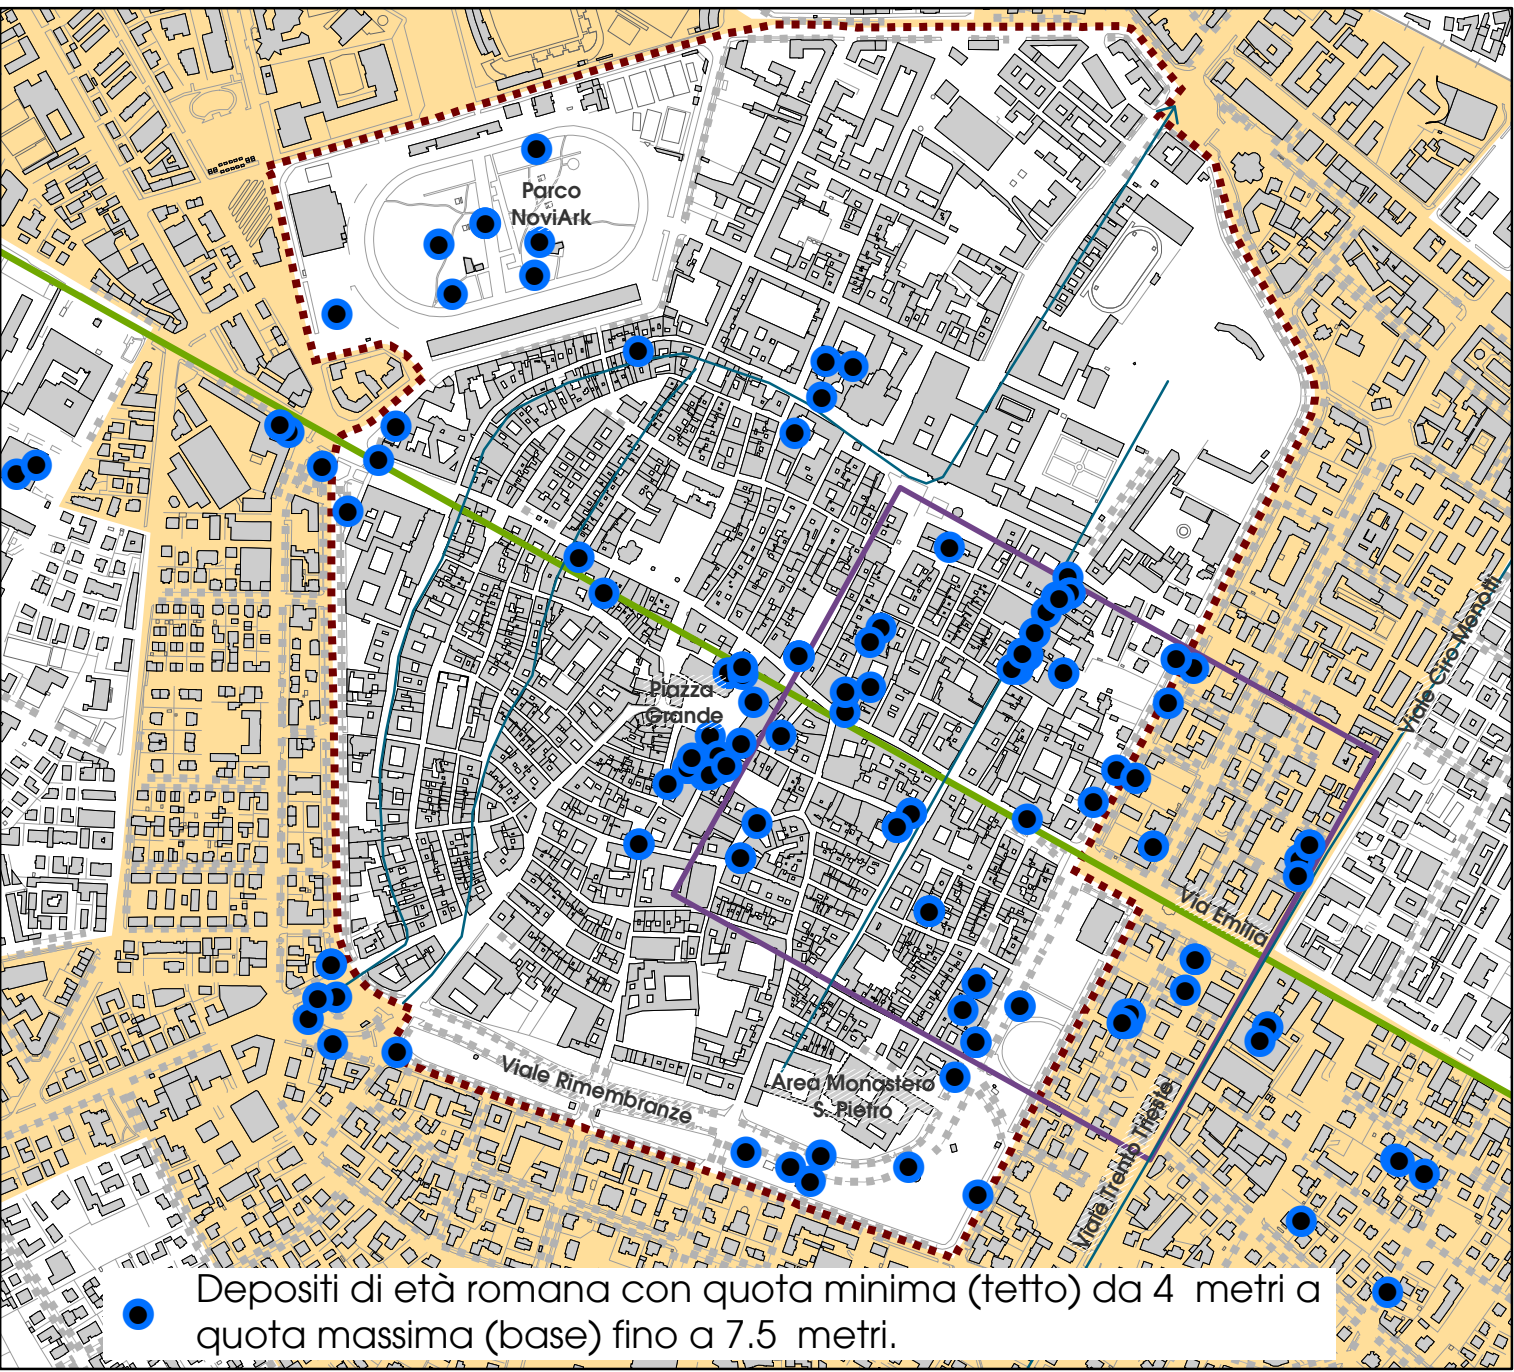 Parco
NoviArk
Piazza
Grande
Viale Ciro Menotti
Via Emilia
Viale Rimembranze
Area Monastero
S. Pietro
Viale Trento Trieste
Depositi di età romana con quota minima (tetto) da 4 metri a
quota massima (base) fino a 7.5 metri.